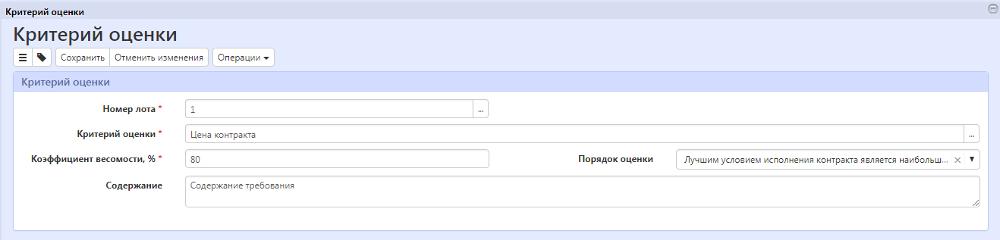 Критерий оценки
Критерий оценки
Сохранить Отменить изменения Операции
Критерий оценки
Номер лота * 1 ...
Критерий оценки * Цена контракта ...
Коэффициент весомости, % * 80 Порядок оценки Лучшим условием исполнения контракта является наибольш... ×
Содержание Содержание требования